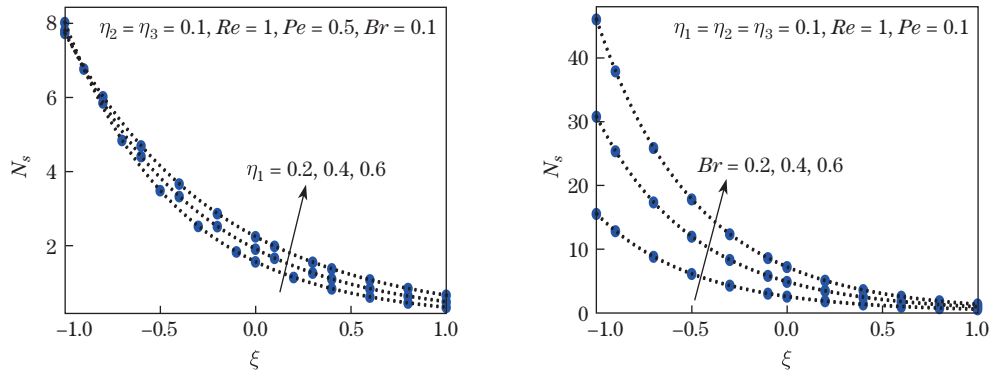 η₂ = η₃ = 0.1, Re = 1, Pe = 0.5, Br = 0.1
8
6
4
2
Nₛ
η₁ = 0.2, 0.4, 0.6
−1.0 −0.5 0.0 0.5 1.0
ξ
η₁ = η₂ = η₃ = 0.1, Re = 1, Pe = 0.1
40
30
20
10
0
Nₛ
Br = 0.2, 0.4, 0.6
−1.0 −0.5 0.0 0.5 1.0
ξ